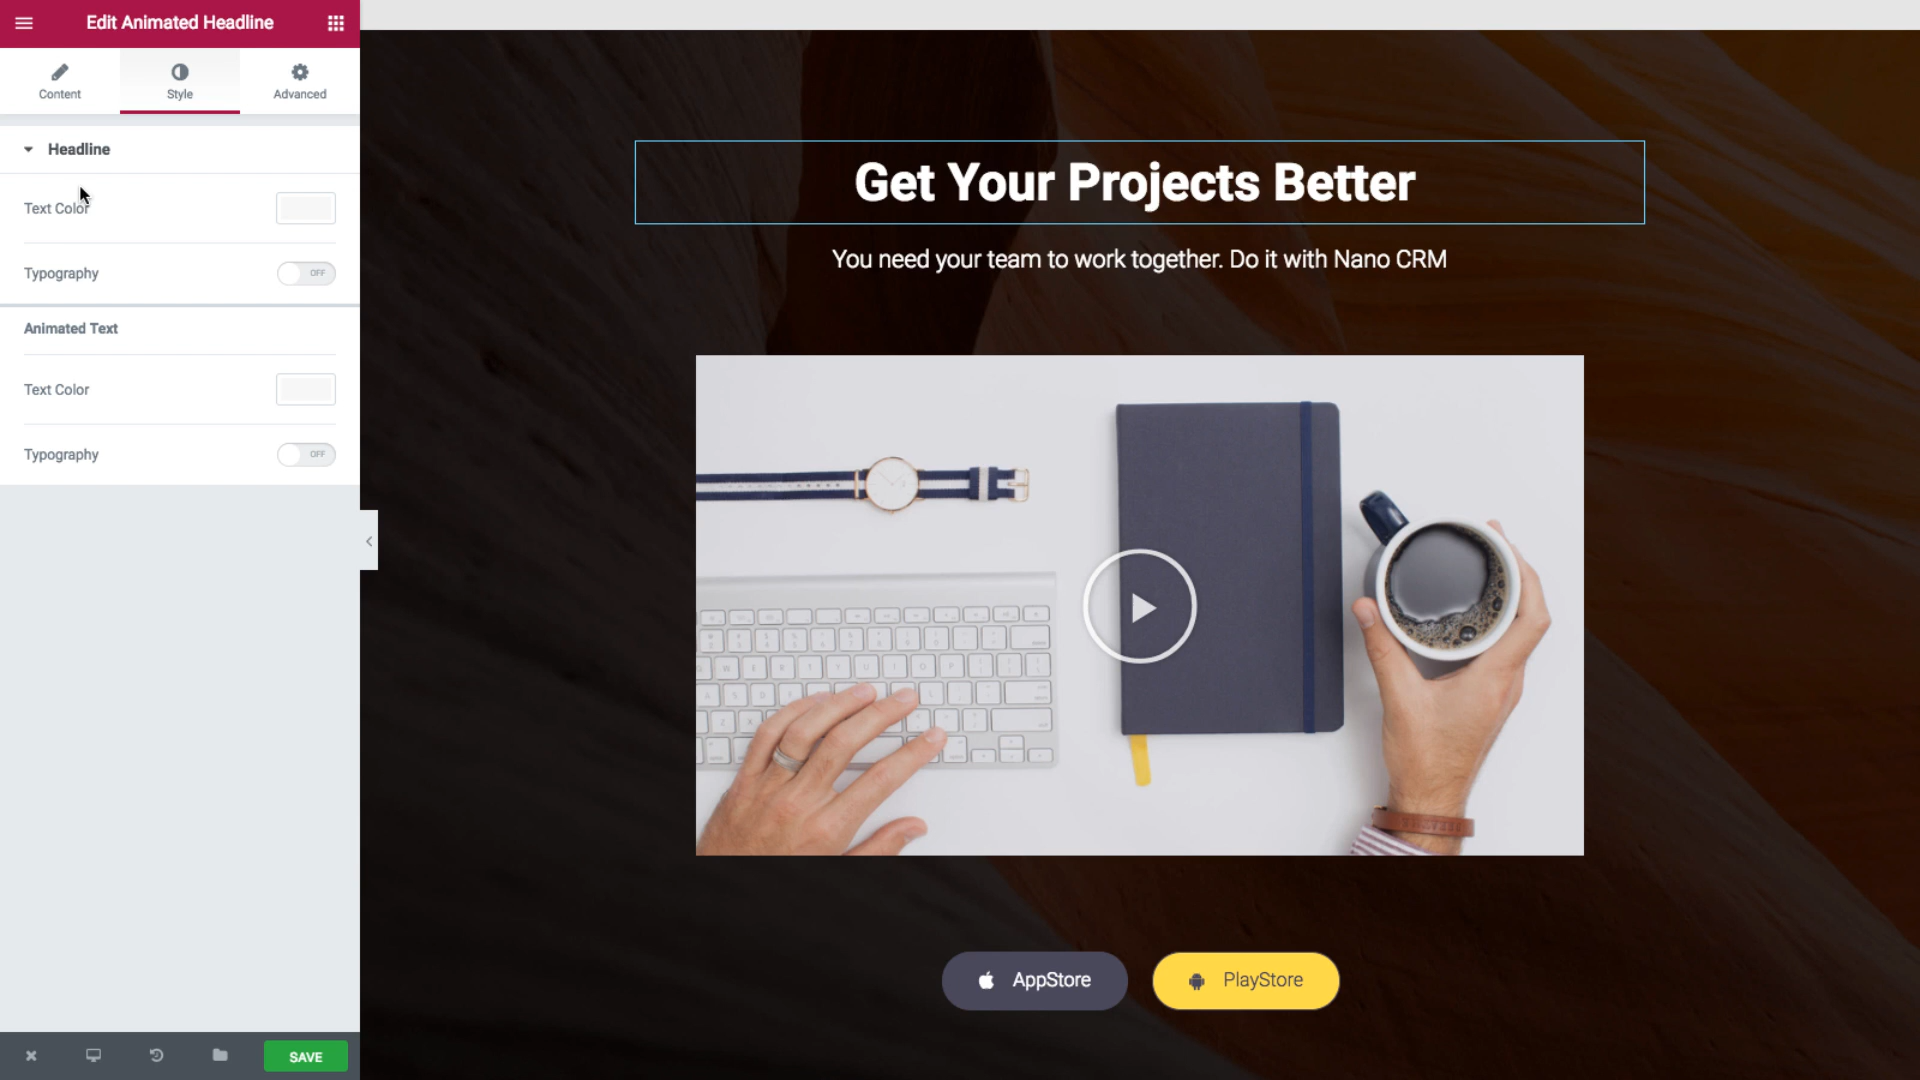 Edit Animated Headline
Content
Style
Advanced
Headline
Text Color
Typography
OFF
Animated Text
Text Color
Typography
OFF
SAVE
Get Your Projects Better
You need your team to work together. Do it with Nano CRM
AppStore
PlayStore